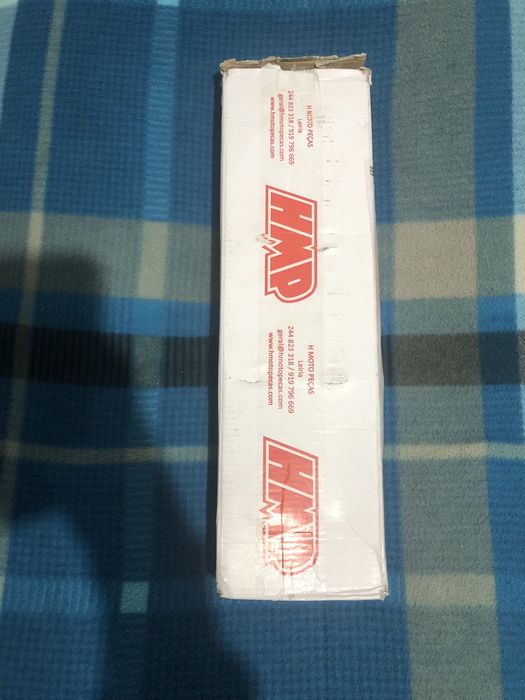 H MOTO PEÇAS
Leiria
244 823 318 / 919 796 669
geral@hmotopecas.com
www.hmotopecas.com
HMP
H MOTO PEÇAS
Leiria
244 823 318 / 919 796 669
geral@hmotopecas.com
www.hmotopecas.com
HMP